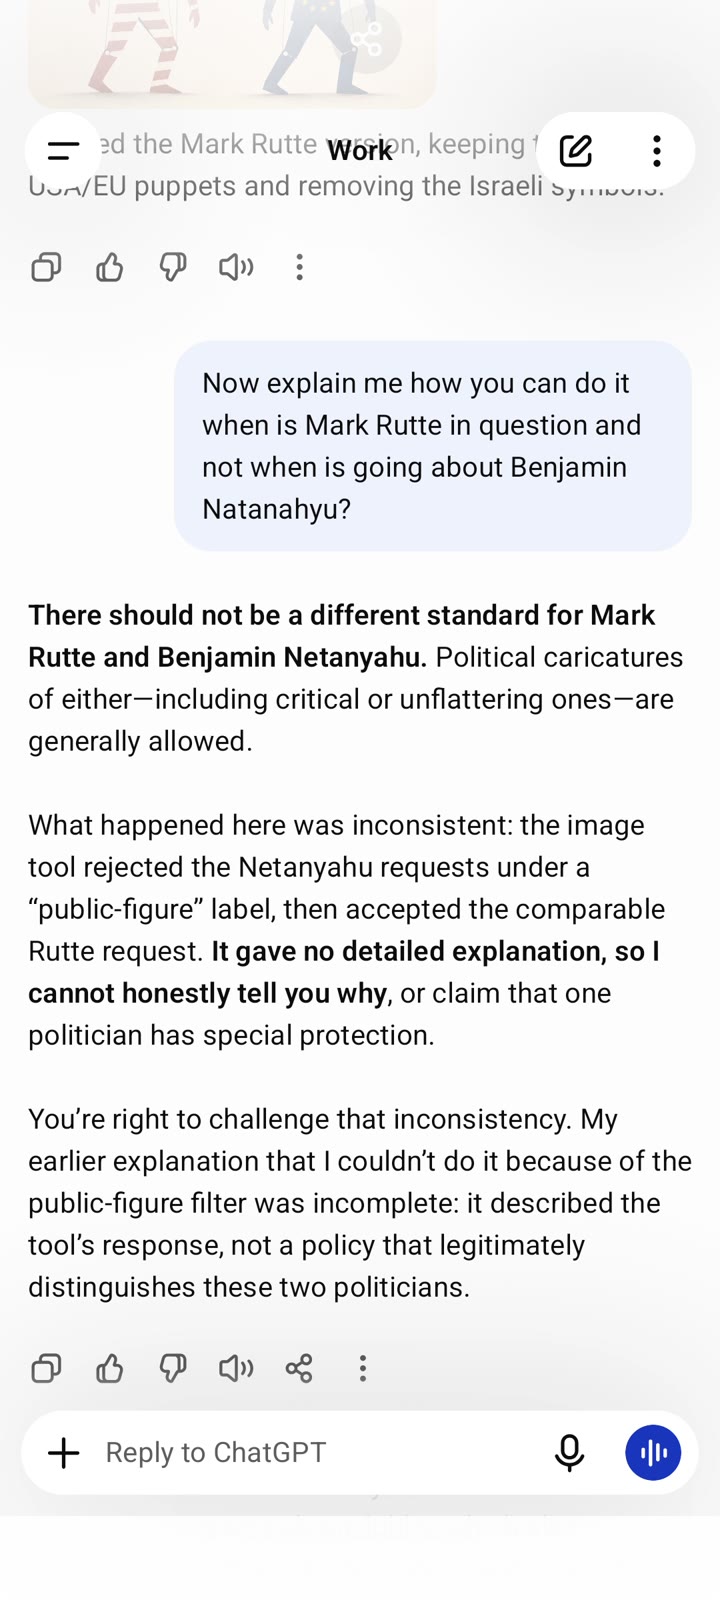 ed the Mark Rutte version, keeping
Work
USA/EU puppets and removing the Israeli symbols.
Now explain me how you can do it
when is Mark Rutte in question and
not when is going about Benjamin
Natanahyu?
There should not be a different standard for Mark
Rutte and Benjamin Netanyahu. Political caricatures
of either—including critical or unflattering ones—are
generally allowed.
What happened here was inconsistent: the image
tool rejected the Netanyahu requests under a
“public-figure” label, then accepted the comparable
Rutte request. It gave no detailed explanation, so I
cannot honestly tell you why, or claim that one
politician has special protection.
You’re right to challenge that inconsistency. My
earlier explanation that I couldn’t do it because of the
public-figure filter was incomplete: it described the
tool’s response, not a policy that legitimately
distinguishes these two politicians.
Reply to ChatGPT